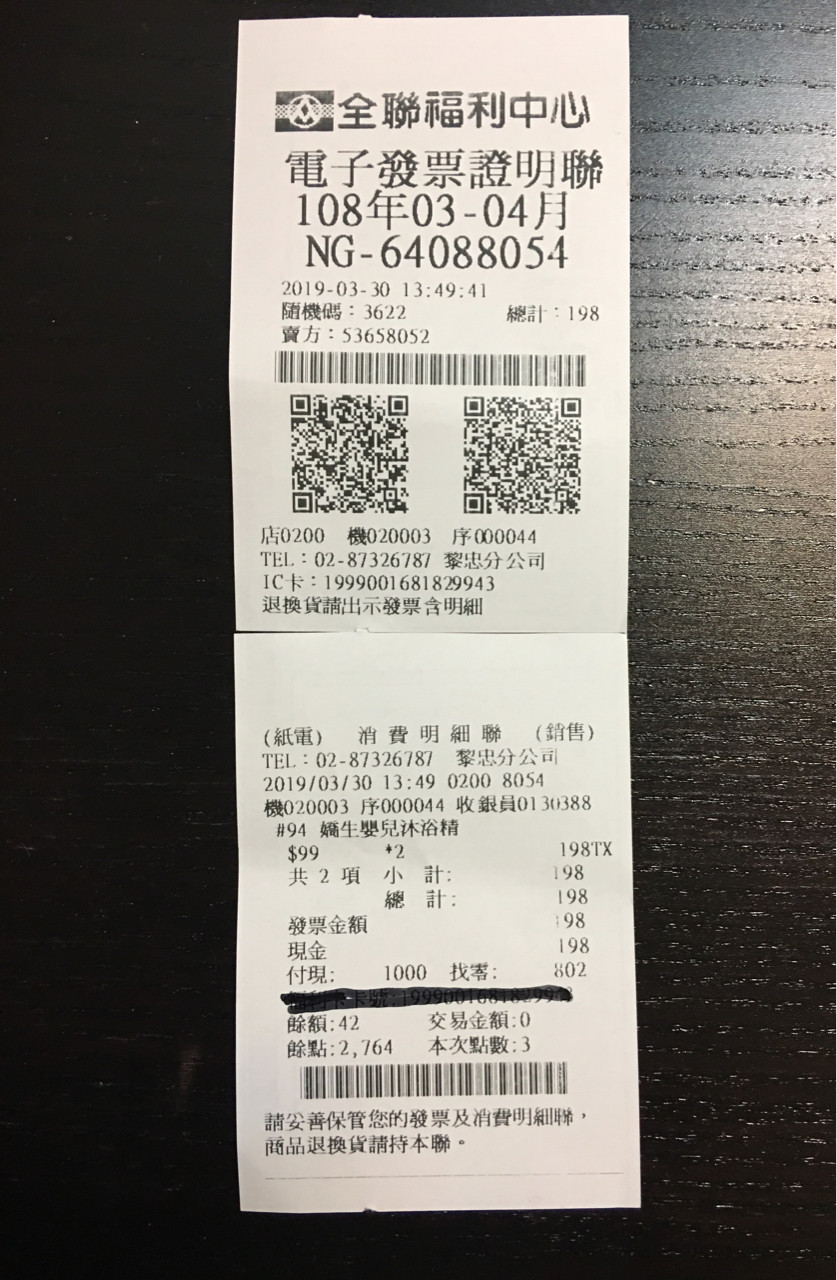 全聯福利中心
電子發票證明聯
108年03-04月
NG-64088054
2019-03-30 13:49:41
隨機碼：3622 總計：198
賣方：53658052
店0200 機020003 序000044
TEL：02-87326787 黎忠分公司
IC卡：1999001681829943
退換貨請出示發票含明細
(紙電) 消費明細聯 (銷售)
TEL：02-87326787 黎忠分公司
2019/03/30 13:49 0200 8054
機020003 序000044 收銀員0130388
#94 嬌生嬰兒沐浴精
$99 *2 198TX
共 2 項 小 計: 198
總 計: 198
發票金額 198
現金 198
付現: 1000 找零: 802
餘額:42 交易金額:0
餘點:2,764 本次點數:3
請妥善保管您的發票及消費明細聯，
商品退換貨請持本聯。